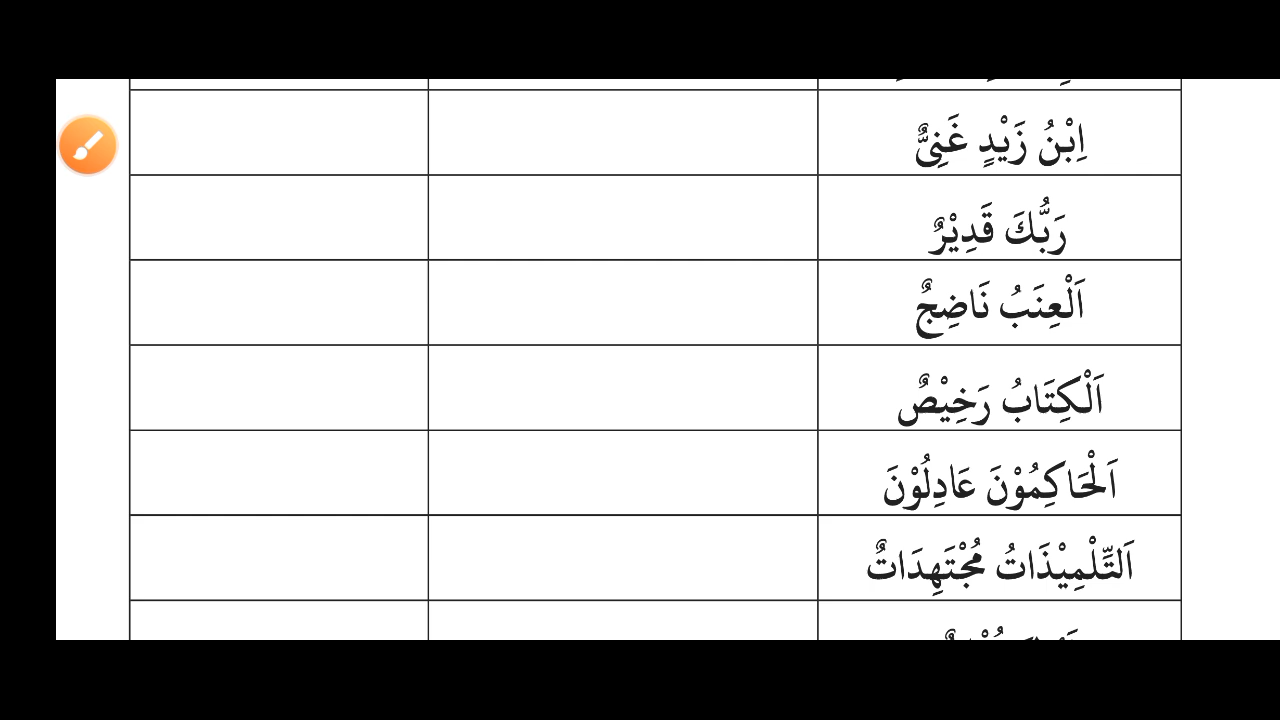 اِبْنُ زَيْدٍ غَنِىٌّ
رَبُّكَ قَدِيْرٌ
اَلْعِنَبُ نَاضِجٌ
اَلْكِتَابُ رَخِيْصٌ
اَلْحَاكِمُوْنَ عَادِلُوْنَ
اَلتِّلْمِيْذَاتُ مُجْتَهِدَاتٌ